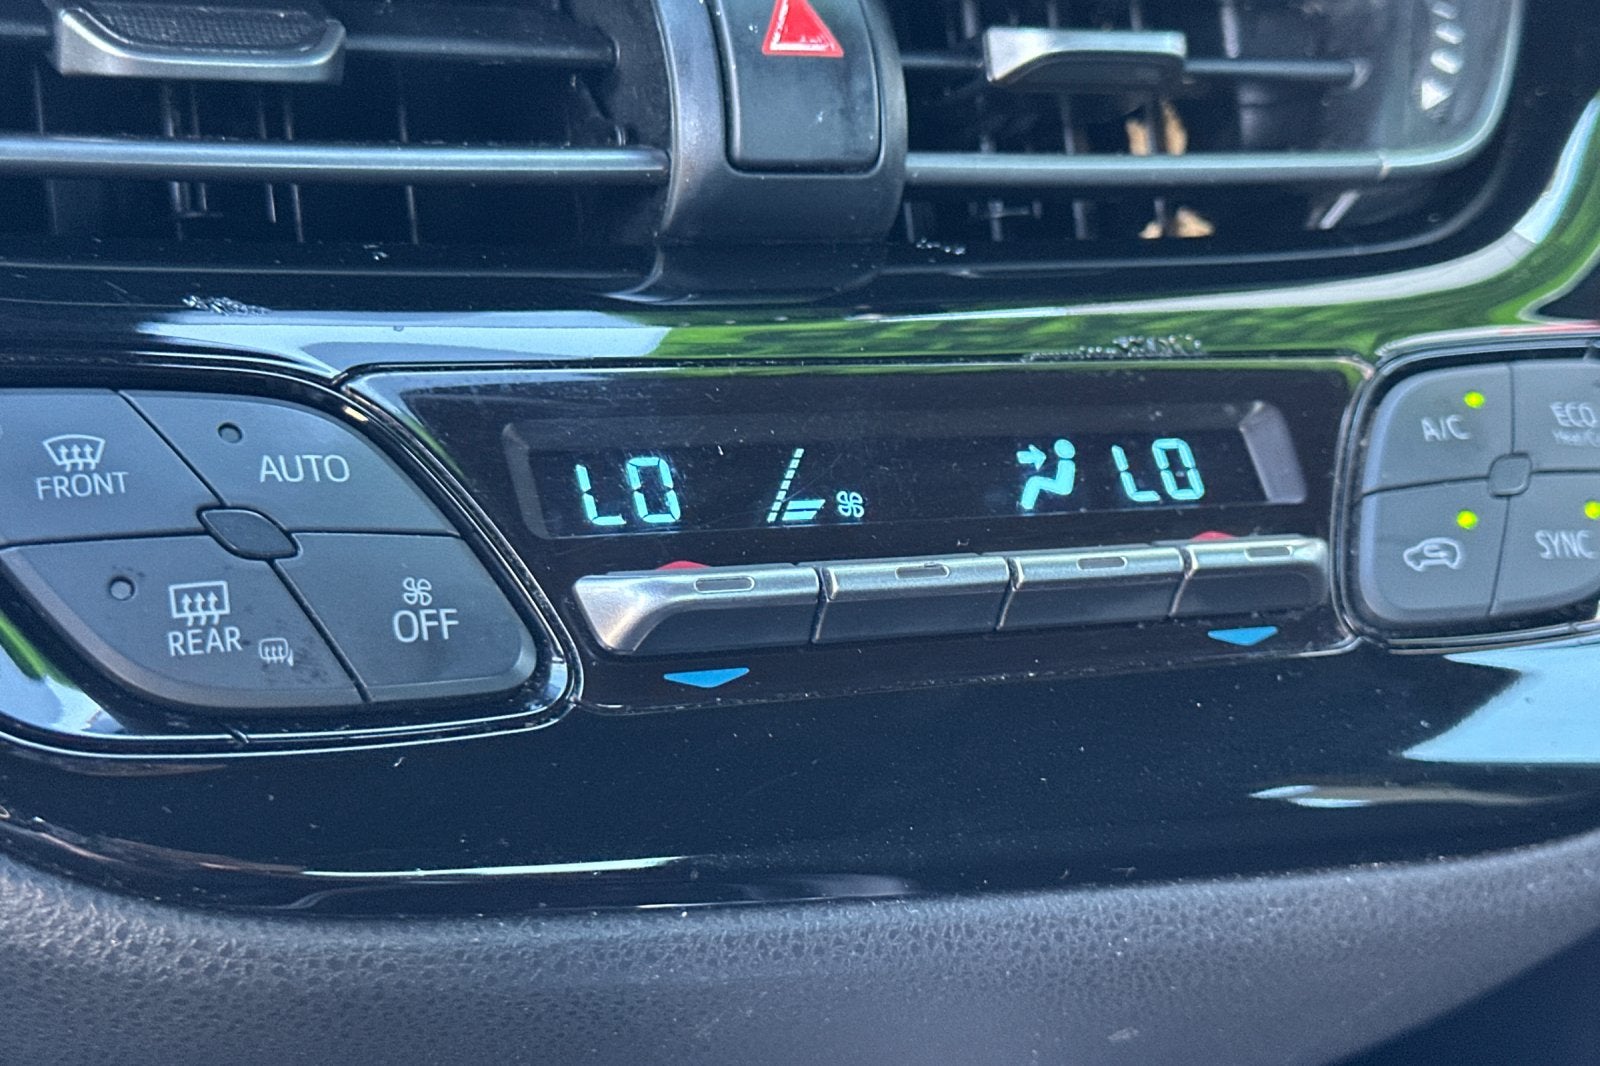 FRONT
AUTO
REAR
OFF
LO
LO
A/C
ECO
SYNC